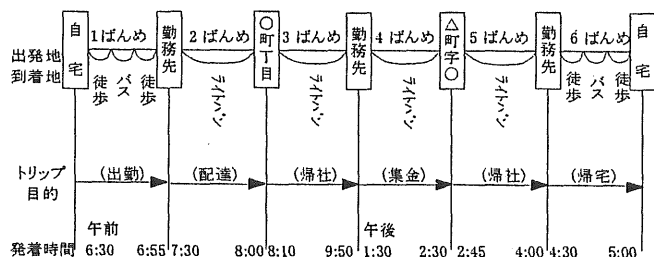 自宅 1ばんめ 勤務先 2ばんめ ○町丁目 3ばんめ 勤務先 4ばんめ △町字○ 5ばんめ 勤務先 6ばんめ 自宅
出発地
到着地
徒歩 バス 徒歩 ライトバン ライトバン ライトバン ライトバン 徒歩 バス 徒歩
トリップ目的 (出勤) (配達) (帰社) (集金) (帰社) (帰宅)
午前 午後
発着時間 6:30 6:55 7:30 8:00 8:10 9:50 1:30 2:30 2:45 4:00 4:30 5:00